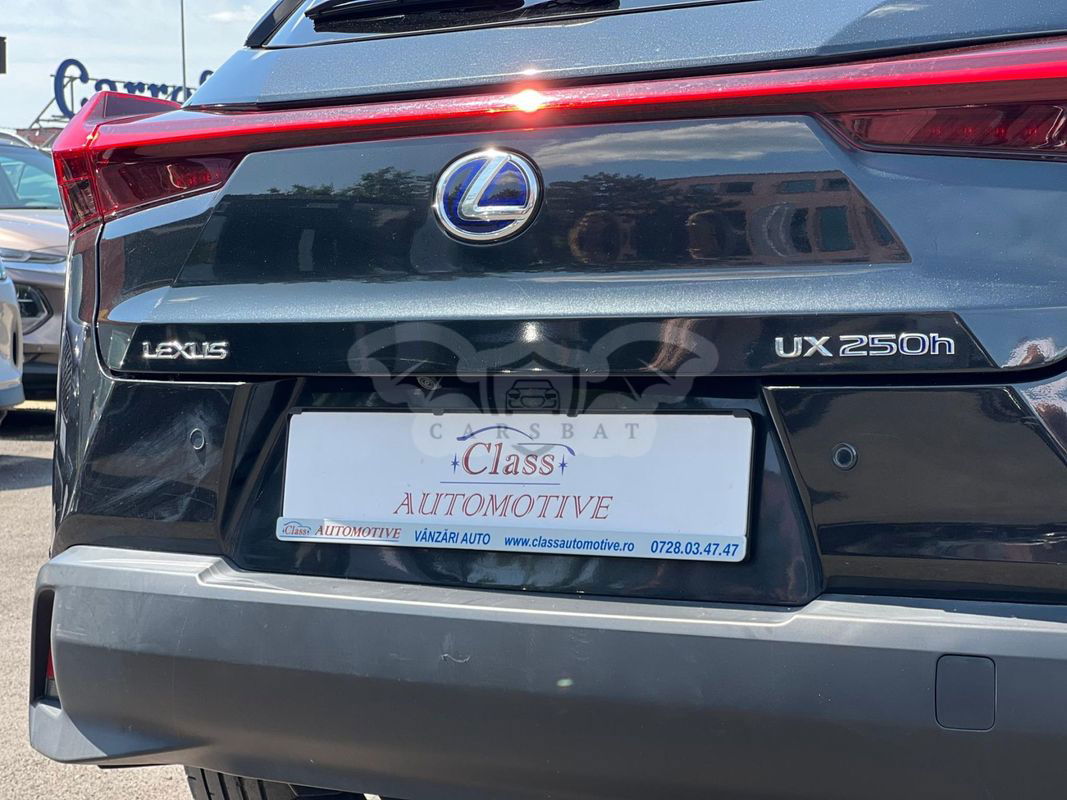 LEXUS
UX 250h
CARSBAT
Class
AUTOMOTIVE
Class AUTOMOTIVE VÂNZĂRI AUTO www.classautomotive.ro 0728.03.47.47